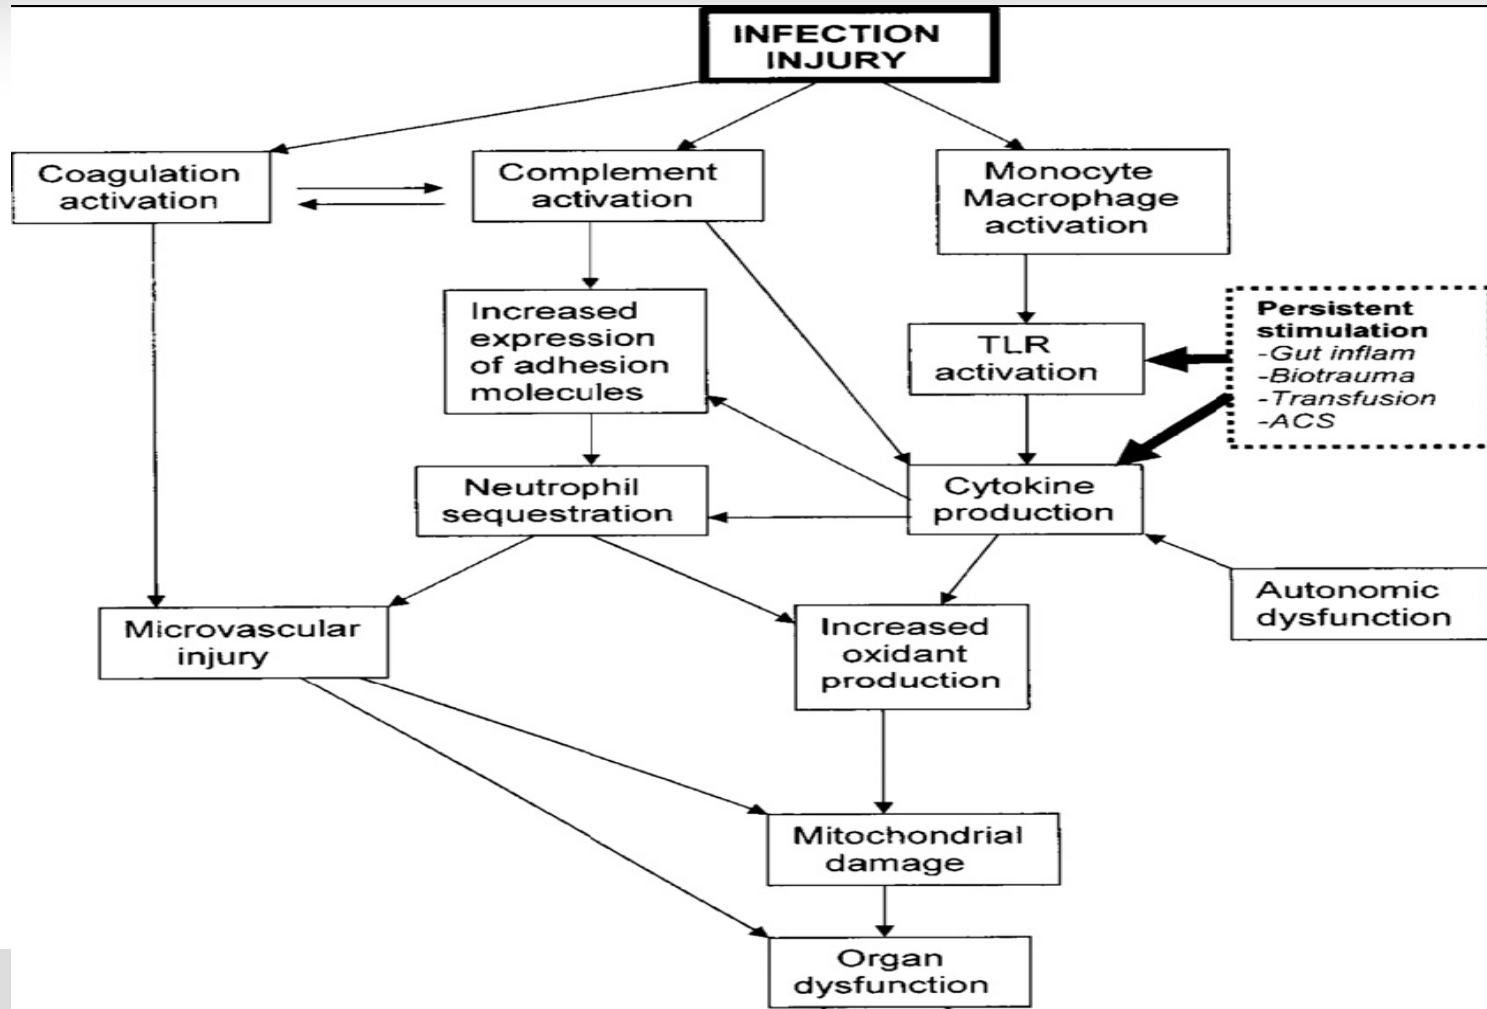 INFECTION
INJURY
Coagulation
activation
Complement
activation
Monocyte
Macrophage
activation
Increased
expression
of adhesion
molecules
TLR
activation
Persistent
stimulation
-Gut inflam
-Biotrauma
-Transfusion
-ACS
Neutrophil
sequestration
Cytokine
production
Autonomic
dysfunction
Microvascular
injury
Increased
oxidant
production
Mitochondrial
damage
Organ
dysfunction